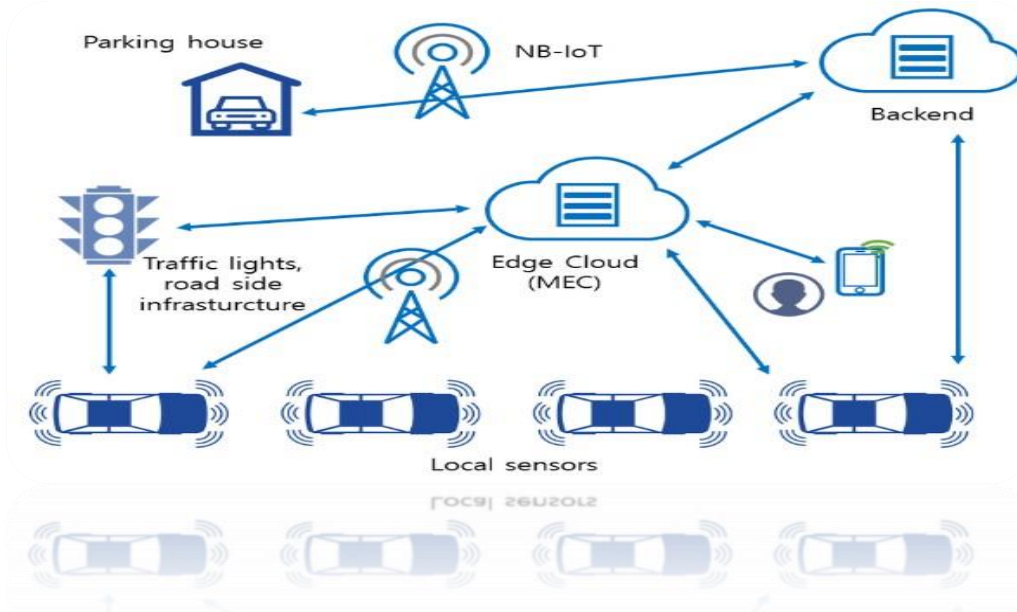 Parking house
NB-IoT
Backend
Edge Cloud
(MEC)
Traffic lights,
road side
infrasturcture
Local sensors
Local sensors